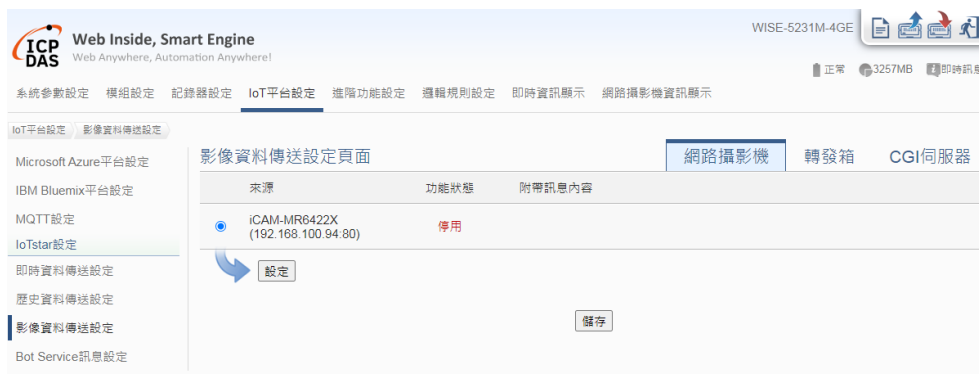 WISE-5231M-4GE
ICP DAS
Web Inside, Smart Engine
Web Anywhere, Automation Anywhere!
正常 3257MB 即時訊息
系統參數設定 模組設定 記錄器設定 IoT平台設定 進階功能設定 邏輯規則設定 即時資訊顯示 網路攝影機資訊顯示
IoT平台設定 影像資料傳送設定
Microsoft Azure平台設定
IBM Bluemix平台設定
MQTT設定
IoTstar設定
即時資料傳送設定
歷史資料傳送設定
影像資料傳送設定
Bot Service訊息設定
影像資料傳送設定頁面
網路攝影機 轉發箱 CGI伺服器
來源 功能狀態 附帶訊息內容
iCAM-MR6422X 停用
(192.168.100.94:80)
設定
儲存